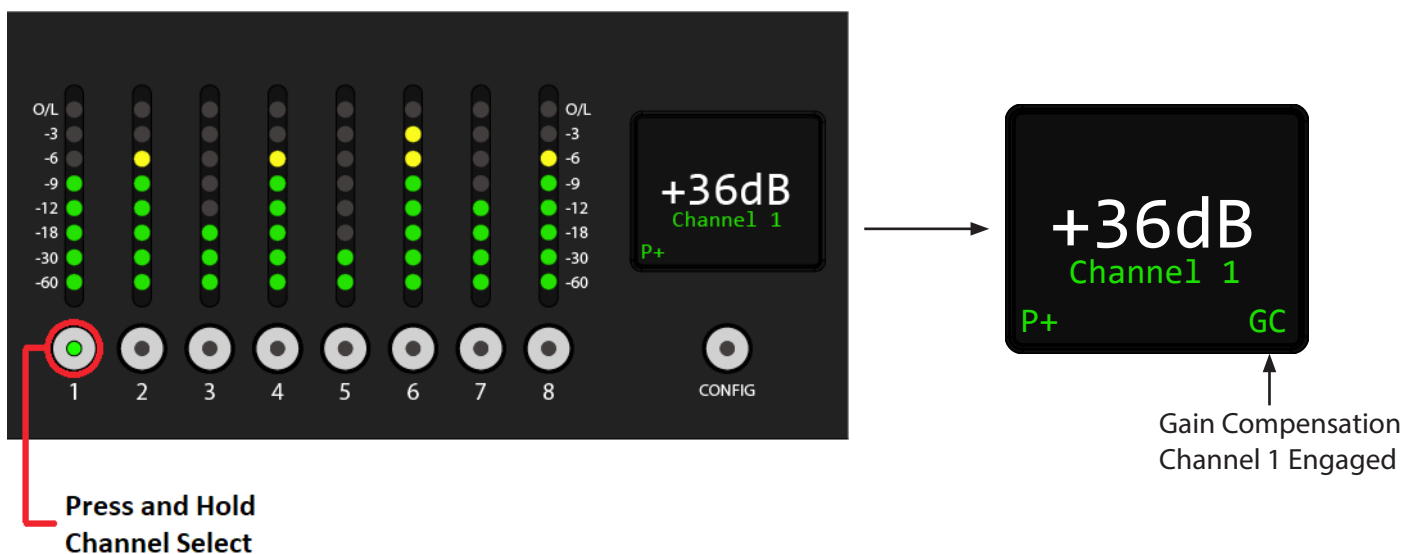 O/L
-3
-6
-9
-12
-18
-30
-60
O/L
-3
-6
-9
-12
-18
-30
-60
+36dB
Channel 1
P+
1 2 3 4 5 6 7 8
CONFIG
Press and Hold
Channel Select
+36dB
Channel 1
P+ GC
Gain Compensation
Channel 1 Engaged